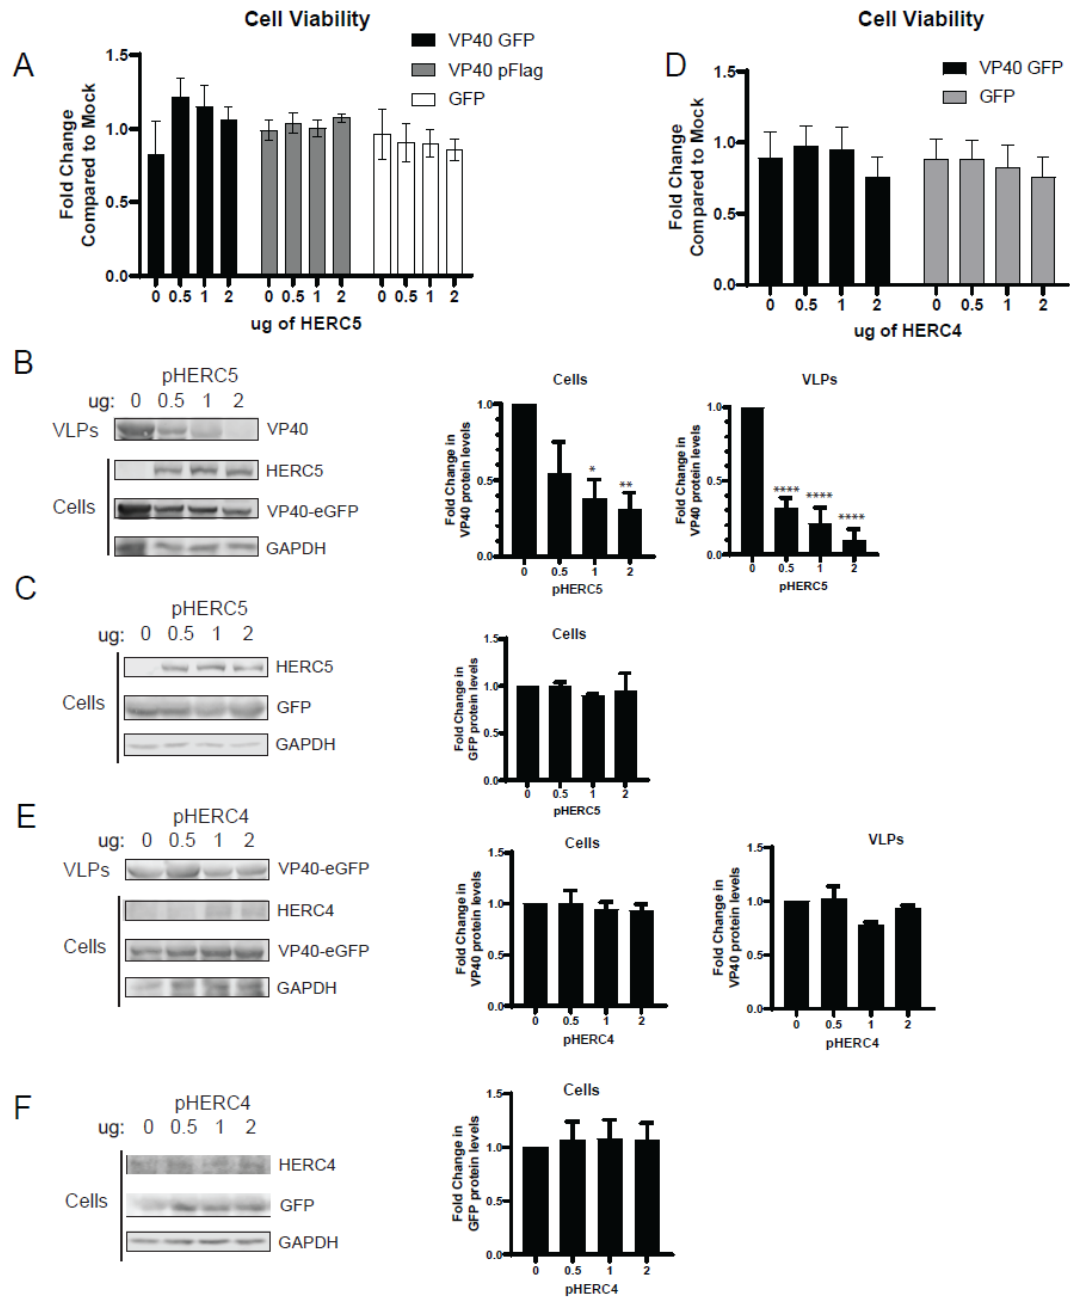 Cell Viability
A
VP40 GFP
VP40 pFlag
GFP
Fold Change
Compared to Mock
1.5
1.0
0.5
0.0
0 0.5 1 2 0 0.5 1 2 0 0.5 1 2
ug of HERC5
Cell Viability
D
VP40 GFP
GFP
Fold Change
Compared to Mock
1.5
1.0
0.5
0.0
0 0.5 1 2 0 0.5 1 2
ug of HERC4
B
pHERC5
ug: 0 0.5 1 2
VLPs VP40
HERC5
Cells VP40-eGFP
GAPDH
Cells
Fold Change in
VP40 protein levels
1.0
0.5
0.0
* **
0 0.5 1 2
pHERC5
VLPs
Fold Change in
VP40 protein levels
1.0
0.5
0.0
**** **** ****
0 0.5 1 2
pHERC5
C
pHERC5
ug: 0 0.5 1 2
HERC5
Cells GFP
GAPDH
Cells
Fold Change in
GFP protein levels
1.5
1.0
0.5
0.0
0 0.5 1 2
pHERC5
E
pHERC4
ug: 0 0.5 1 2
VLPs VP40-eGFP
HERC4
Cells VP40-eGFP
GAPDH
Cells
Fold Change in
VP40 protein levels
1.5
1.0
0.5
0.0
0 0.5 1 2
pHERC4
VLPs
Fold Change in
VP40 protein levels
1.5
1.0
0.5
0.0
0 0.5 1 2
pHERC4
F
pHERC4
ug: 0 0.5 1 2
HERC4
Cells GFP
GAPDH
Cells
Fold Change in
GFP protein levels
1.5
1.0
0.5
0.0
0 0.5 1 2
pHERC4